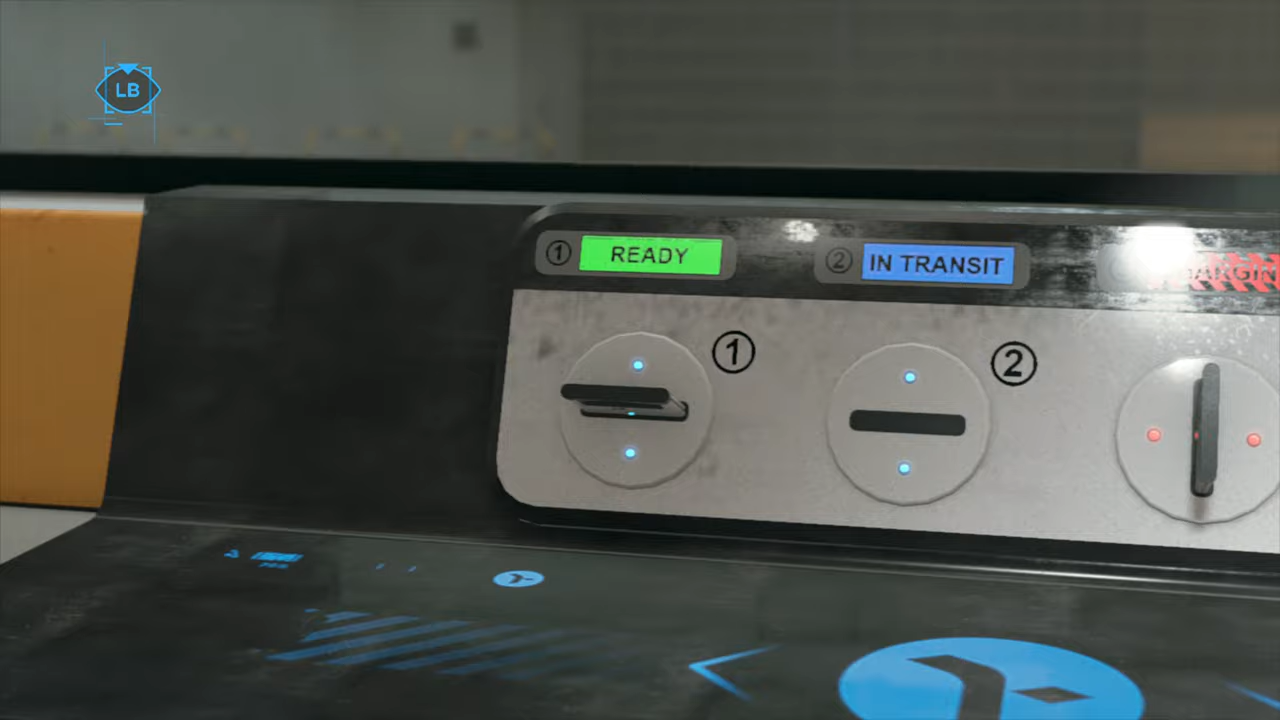 LB
① READY
② IN TRANSIT
①
②